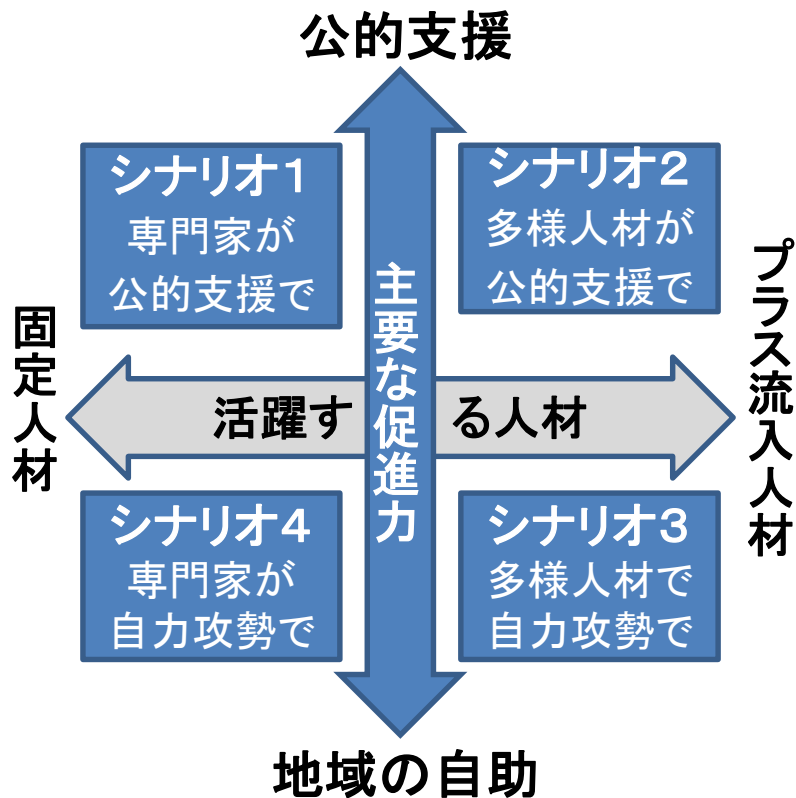 公的支援
シナリオ１
専門家が
公的支援で
シナリオ２
多様人材が
公的支援で
固定人材
主要な促進力
活躍する人材
プラス流入人材
シナリオ４
専門家が
自力攻勢で
シナリオ３
多様人材で
自力攻勢で
地域の自助